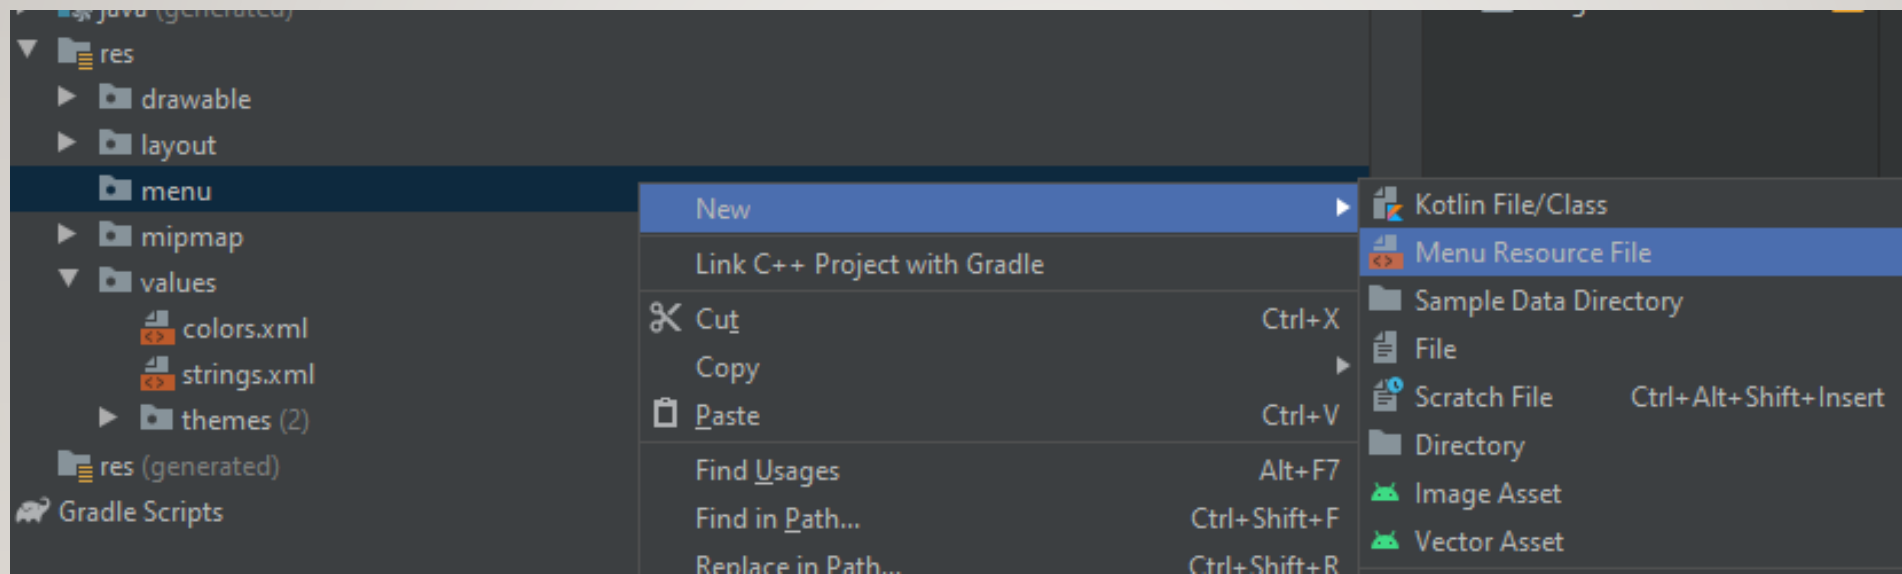 java (generated)
res
drawable
layout
menu
mipmap
values
colors.xml
strings.xml
themes (2)
res (generated)
Gradle Scripts
New
Link C++ Project with Gradle
Cut Ctrl+X
Copy
Paste Ctrl+V
Find Usages Alt+F7
Find in Path... Ctrl+Shift+F
Replace in Path... Ctrl+Shift+R
Kotlin File/Class
Menu Resource File
Sample Data Directory
File
Scratch File Ctrl+Alt+Shift+Insert
Directory
Image Asset
Vector Asset